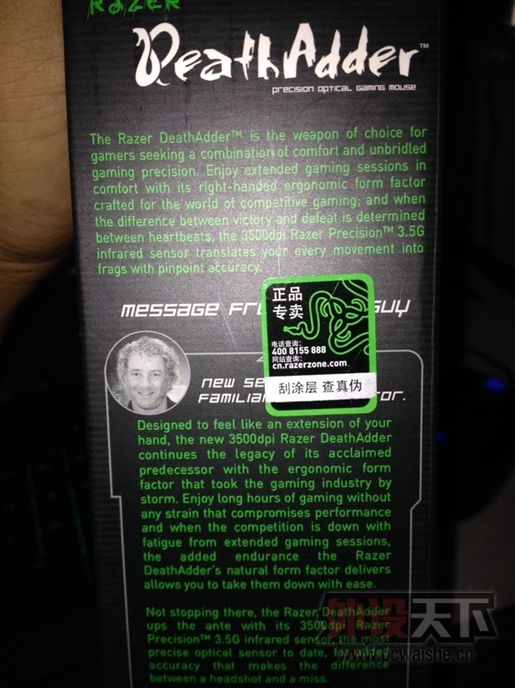 RAZER
DeathAdder™
precision optical gaming mouse
The Razer DeathAdder™ is the weapon of choice for
gamers seeking a combination of comfort and unbridled
gaming precision. Enjoy extended gaming sessions in
comfort with its right-handed ergonomic form factor
crafted for the world of competitive gaming; and when
the difference between victory and defeat is determined
between heartbeats, the 3500dpi Razer Precision™ 3.5G
infrared sensor translates your every movement into
frags with pinpoint accuracy.
message guy
正品
专卖
电话查询:
400 8155 888
网站查询:
cn.razerzone.com
刮涂层 查真伪
new
Designed to feel like an extension of your
hand, the new 3500dpi Razer DeathAdder
continues the legacy of its acclaimed
predecessor with the ergonomic form
factor that took the gaming industry by
storm. Enjoy long hours of gaming without
any strain that compromises performance
and when the competition is down with
fatigue from extended gaming sessions,
the added endurance the Razer
DeathAdder's natural form factor delivers
allows you to take them down with ease.
Not stopping there, the Razer DeathAdder
ups the ante with its 3500dpi Razer
Precision™ 3.5G infrared sensor, the most
precise optical sensor to date, for
accuracy that makes the difference
between a headshot and a miss.
外设天下
www.pcwaishe.cn